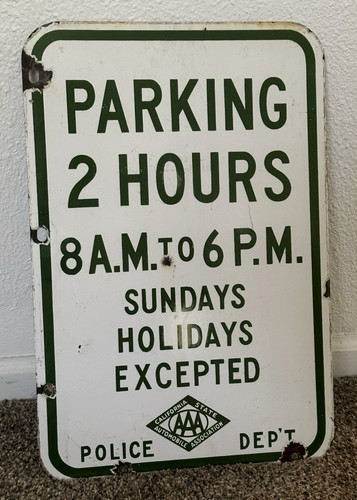 PARKING
2 HOURS
8 A.M. TO 6 P.M.
SUNDAYS
HOLIDAYS
EXCEPTED
CALIFORNIA STATE
AAA
AUTOMOBILE ASSOCIATION
POLICE DEP'T